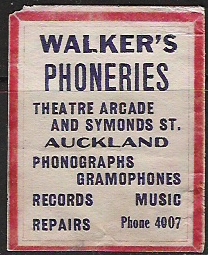 WALKER'S
PHONERIES
THEATRE ARCADE
AND SYMONDS ST.
AUCKLAND
PHONOGRAPHS
GRAMOPHONES
RECORDS MUSIC
REPAIRS Phone 4007